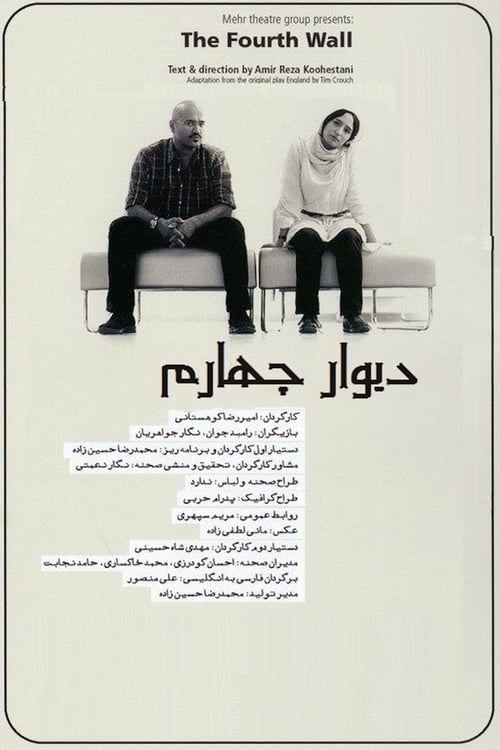 Mehr theatre group presents:
The Fourth Wall
Text & direction by Amir Reza Koohestani
Adaptation from the original play England by Tim Crouch
دیوار چهارم
کارگردان: امیررضا کوهستانی
بازیگران: رامبد جوان، نگار جواهریان
دستیار اول کارگردان و برنامه ریز: محمدرضا حسین زاده
مشاور کارگردان، تحقیق و منشی صحنه: نگار نعمتی
طراح صحنه و لباس: ندارد
طراح گرافیک: پدرام حربی
روابط عمومی: مریم سپهری
عکس: مانی لطفی زاده
دستیار دوم کارگردان: مهدی شاه حسینی
مدیران صحنه: احسان گودرزی، محمد خاکساری، حامد نجابت
برگردان فارسی به انگلیسی: علی منصور
مدیر تولید: محمدرضا حسین زاده